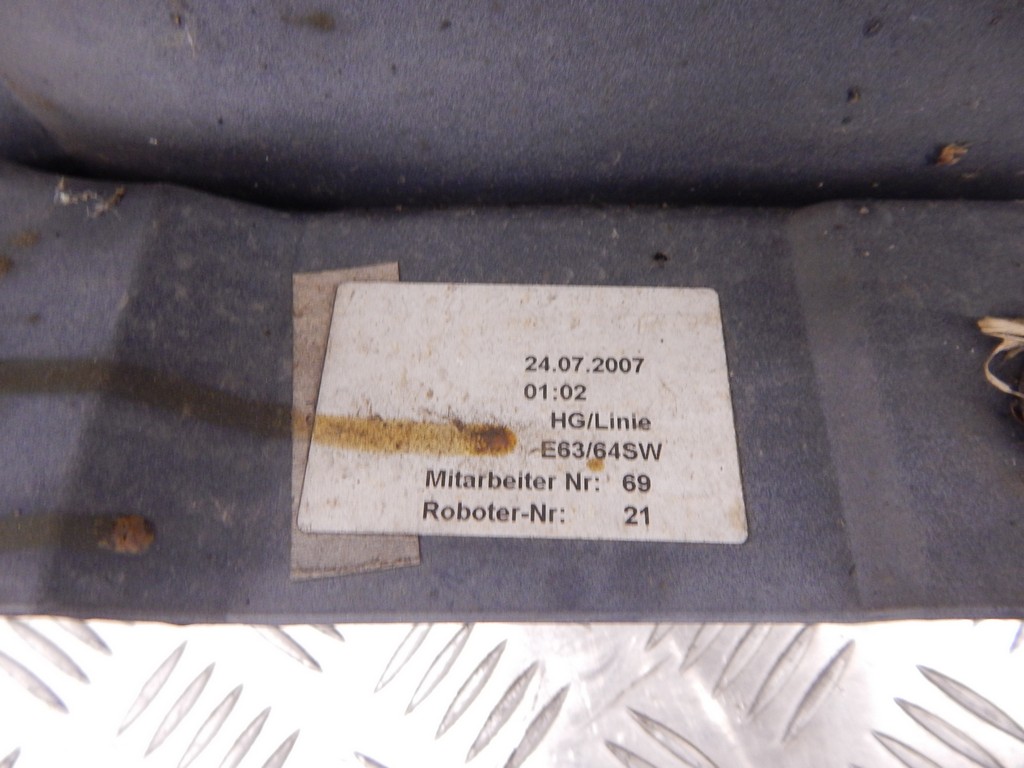 24.07.2007
01:02
HG/Linie
E63/64SW
Mitarbeiter Nr: 69
Roboter-Nr: 21